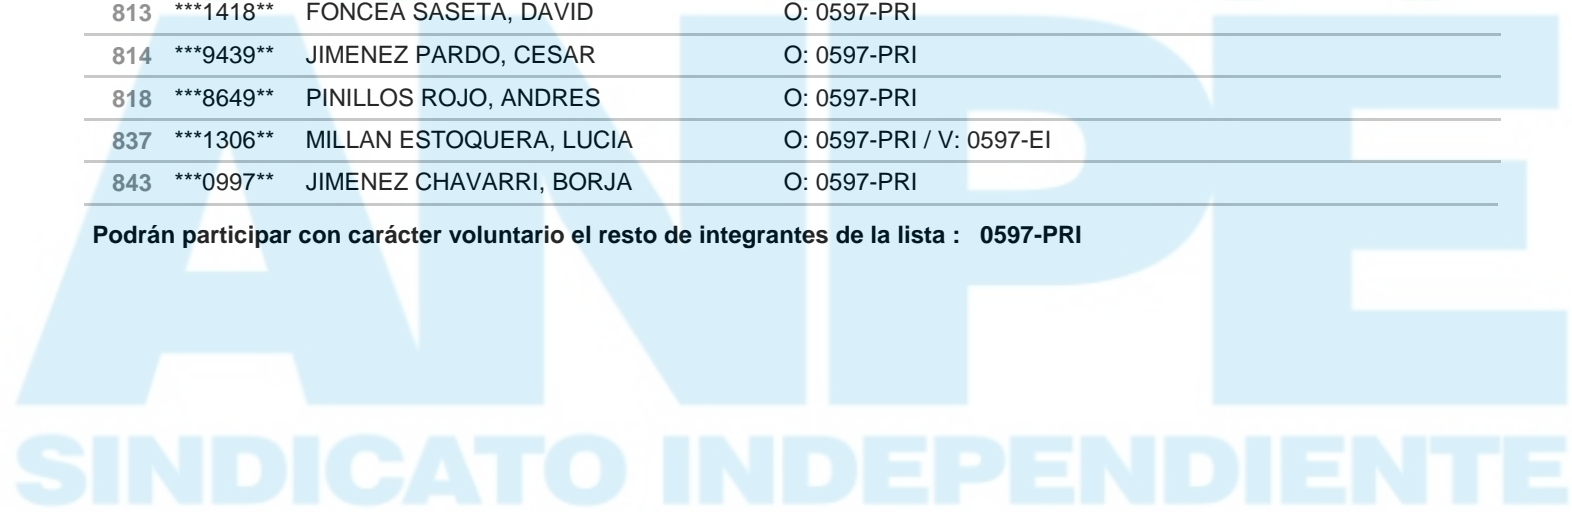 813 ***1418** FONCEA SASETA, DAVID O: 0597-PRI
814 ***9439** JIMENEZ PARDO, CESAR O: 0597-PRI
818 ***8649** PINILLOS ROJO, ANDRES O: 0597-PRI
837 ***1306** MILLAN ESTOQUERA, LUCIA O: 0597-PRI / V: 0597-EI
843 ***0997** JIMENEZ CHAVARRI, BORJA O: 0597-PRI
Podrán participar con carácter voluntario el resto de integrantes de la lista : 0597-PRI
ANPE
SINDICATO INDEPENDIENTE